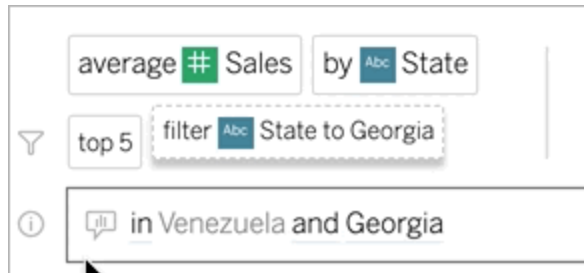 average # Sales by Abc State
top 5 filter Abc State to Georgia
in Venezuela and Georgia